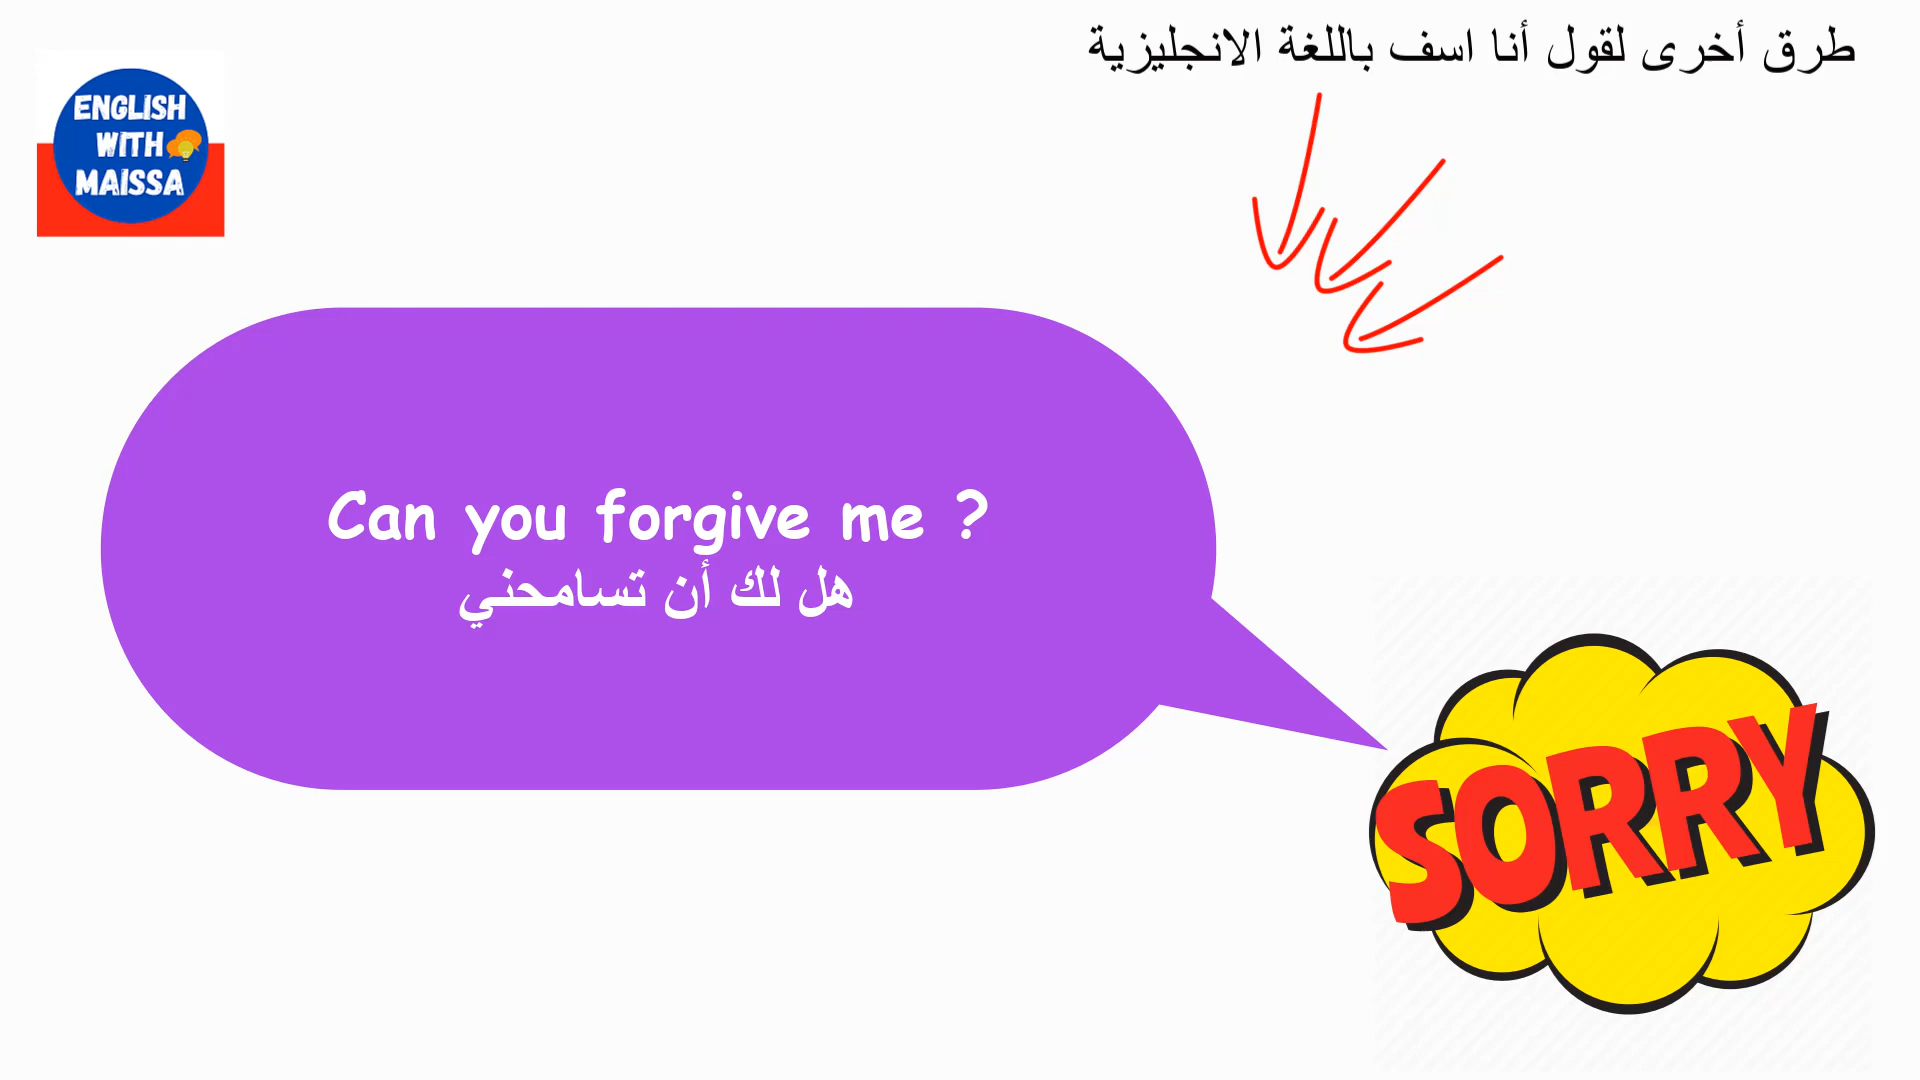 طرق أخرى لقول أنا اسف باللغة الانجليزية
ENGLISH
WITH
MAISSA
Can you forgive me ?
هل لك أن تسامحني
SORRY